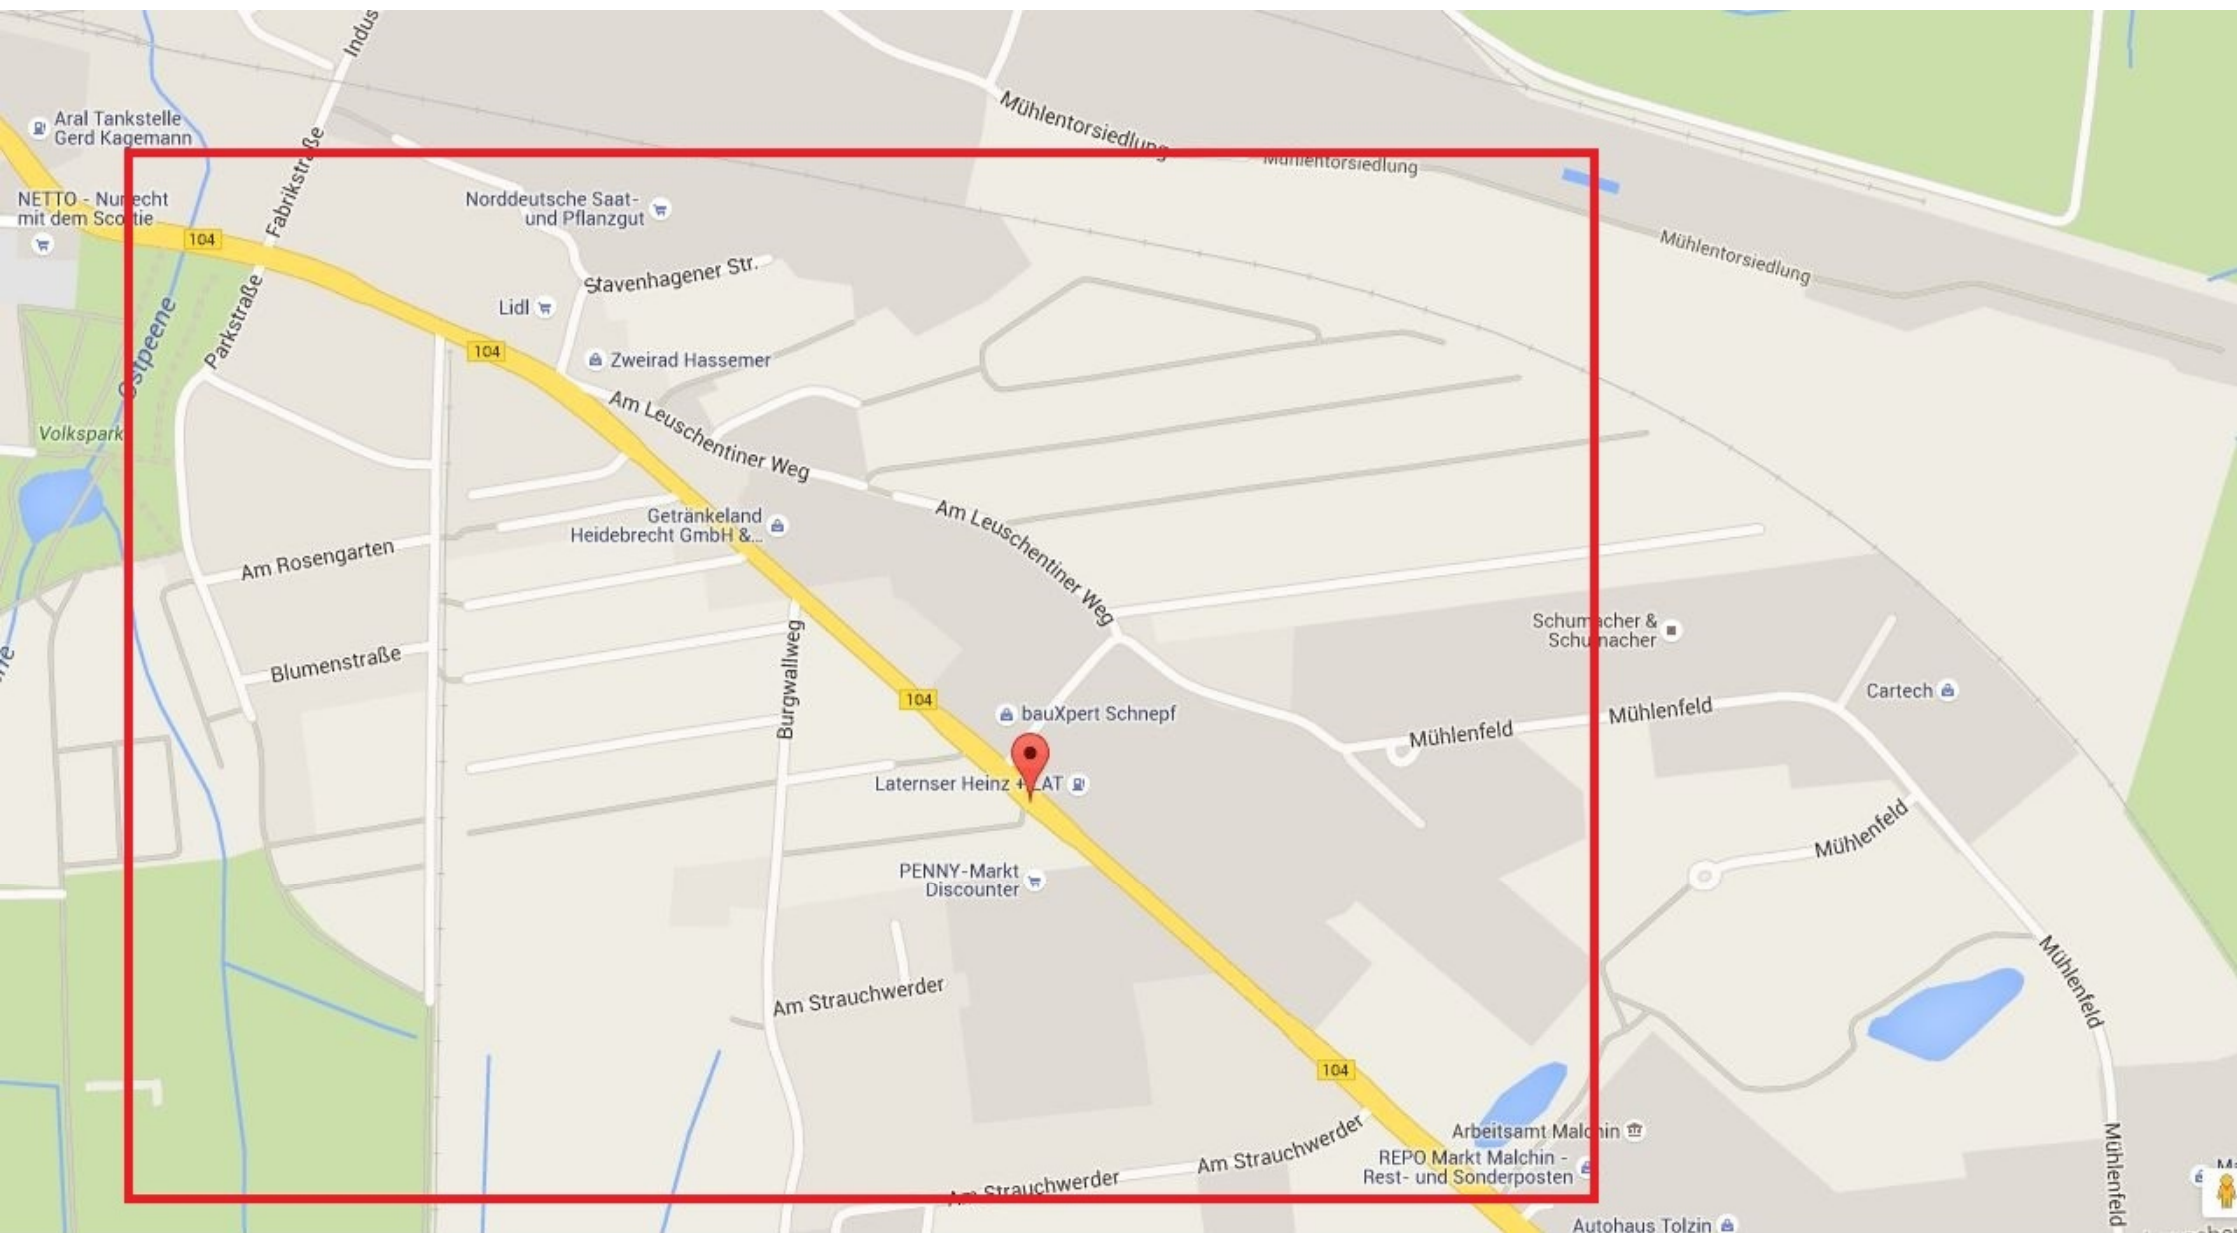 Indus
Aral Tankstelle
Gerd Kagemann
Mühlentorsiedlung
Mühlentorsiedlung
Mühlentorsiedlung
Fabrikstraße
NETTO - Nur echt
mit dem Scottie
104
Norddeutsche Saat-
und Pflanzgut
Stavenhagener Str.
Lidl
Parkstraße
Ostpeene
104
Zweirad Hassemer
Am Leuschentiner Weg
Volkspark
Getränkeland
Heidebrecht GmbH &...
Am Leuschentiner Weg
Am Rosengarten
Blumenstraße
Burgwallweg
Schumacher &
Schumacher
Cartech
104
bauXpert Schnepf
Mühlenfeld
Mühlenfeld
Laternser Heinz + LAT
Mühlenfeld
PENNY-Markt
Discounter
Am Strauchwerder
Mühlenfeld
104
Arbeitsamt Malchin
REPO Markt Malchin -
Rest- und Sonderposten
Am Strauchwerder
Am Strauchwerder
Mühlenfeld
Autohaus Tolzin